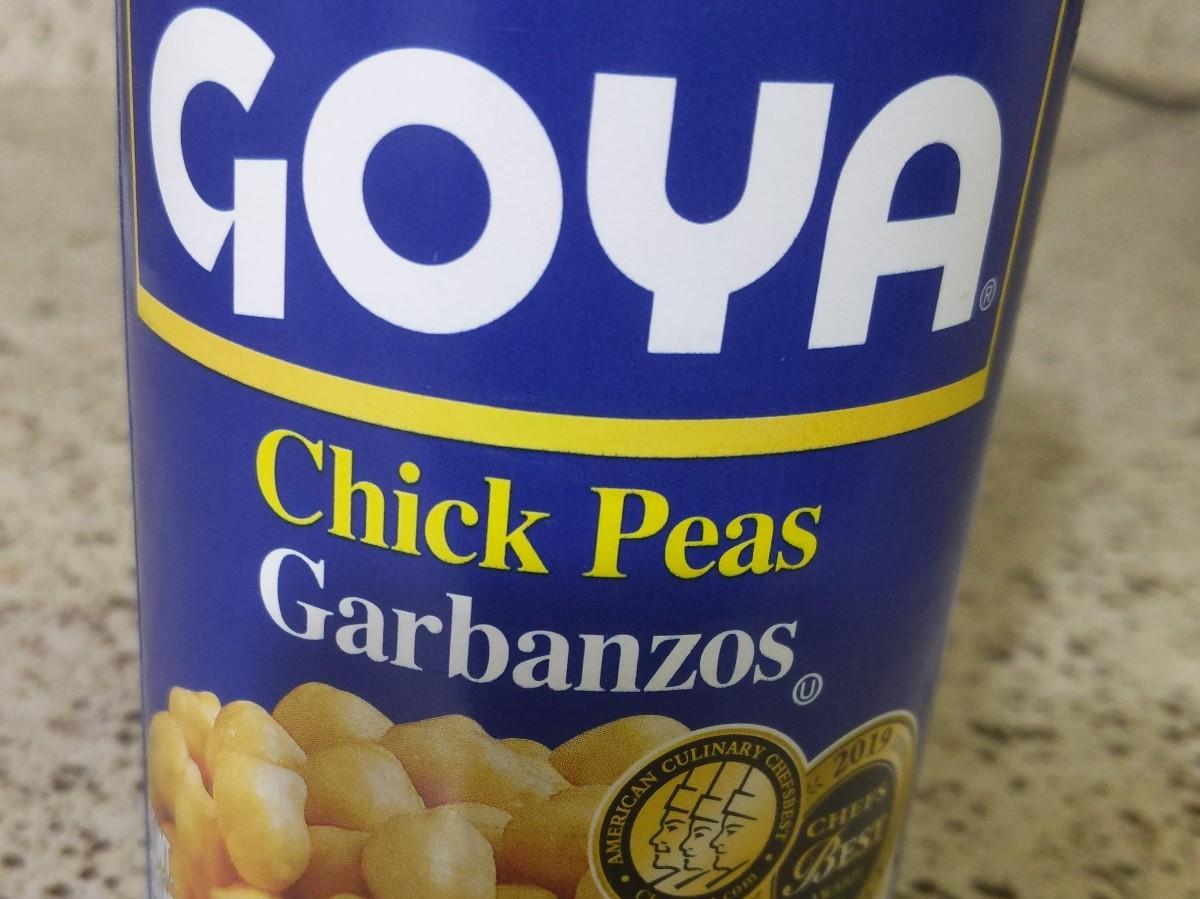 GOYA®
Chick Peas
Garbanzos
U
AMERICAN CULINARY CHEFSBEST
2019
CHEFS
BEST